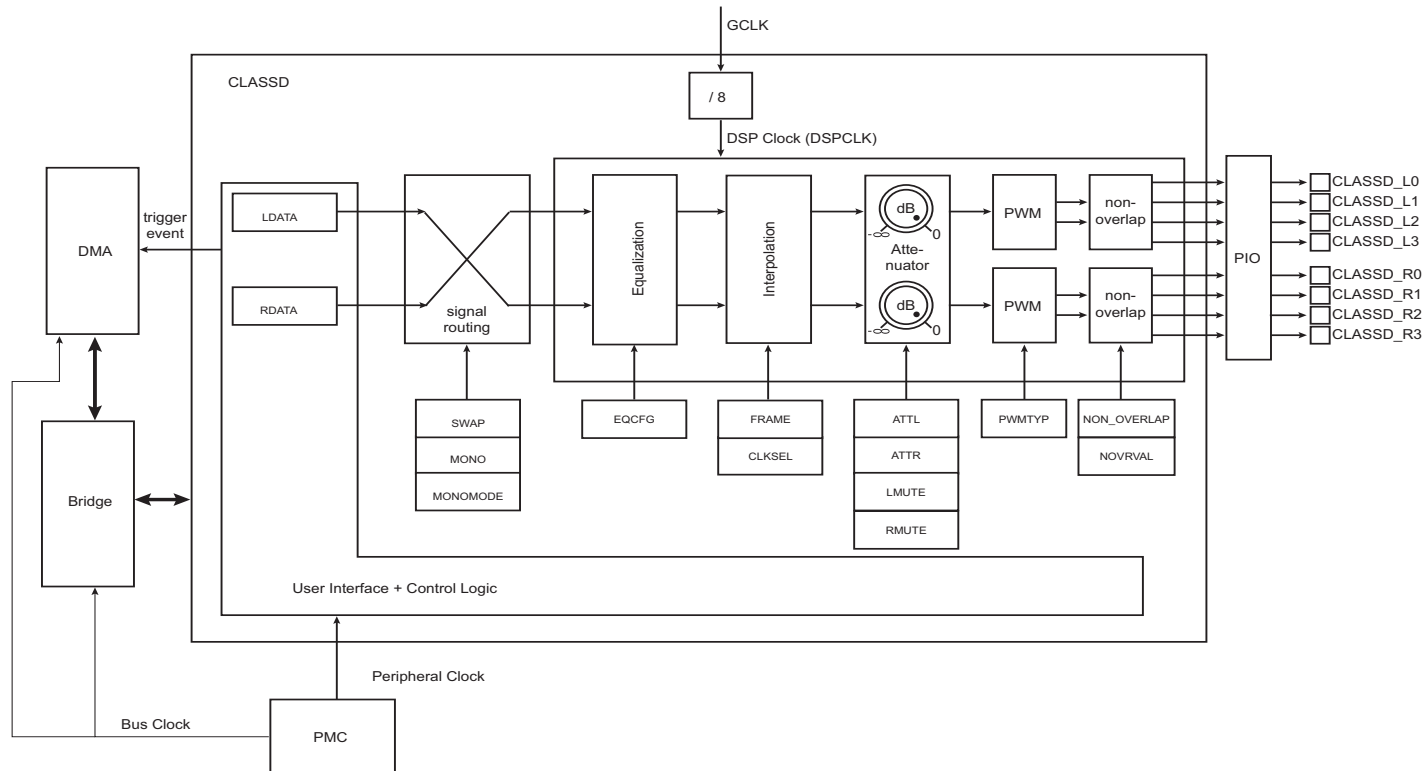 GCLK
CLASSD
/ 8
DSP Clock (DSPCLK)
DMA
trigger
event
LDATA
RDATA
signal
routing
Equalization
Interpolation
dB
-∞
0
Atte-
nuator
dB
-∞
0
PWM
PWM
non-
overlap
non-
overlap
PIO
CLASSD_L0
CLASSD_L1
CLASSD_L2
CLASSD_L3
CLASSD_R0
CLASSD_R1
CLASSD_R2
CLASSD_R3
SWAP
MONO
MONOMODE
EQCFG
FRAME
CLKSEL
ATTL
ATTR
LMUTE
RMUTE
PWMTYP
NON_OVERLAP
NOVRVAL
Bridge
User Interface + Control Logic
Peripheral Clock
Bus Clock
PMC